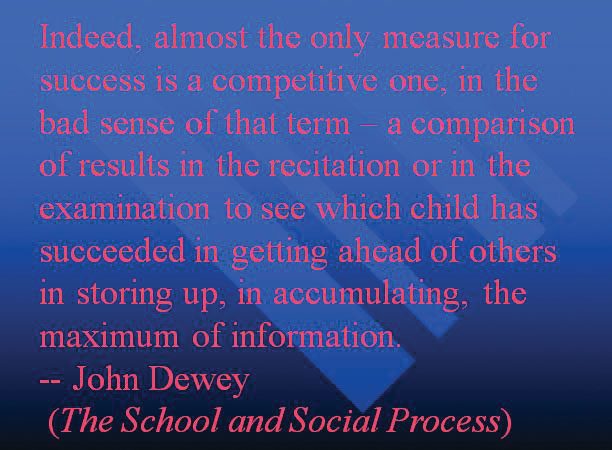 Indeed, almost the only measure for
success is a competitive one, in the
bad sense of that term – a comparison
of results in the recitation or in the
examination to see which child has
succeeded in getting ahead of others
in storing up, in accumulating, the
maximum of information.
-- John Dewey
(The School and Social Process)